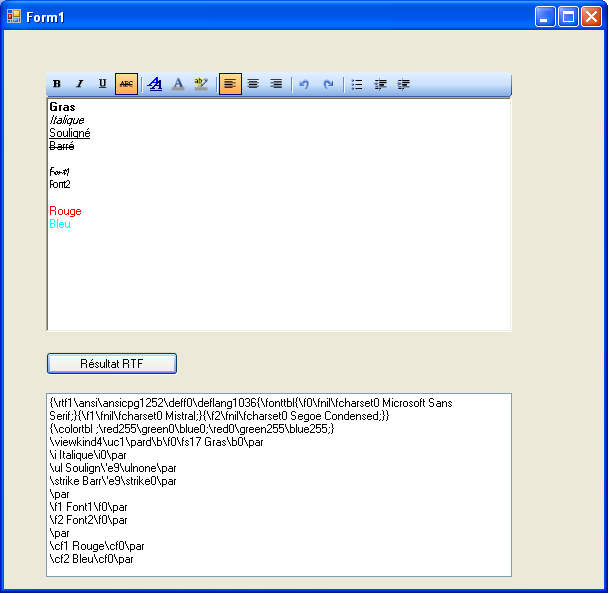 Form1
B I U ABC A A ab
Gras
Italique
Souligné
Barré
Font1
Font2
Rouge
Bleu
Résultat RTF
{\rtf1\ansi\ansicpg1252\deff0\deflang1036{\fonttbl{\f0\fnil\fcharset0 Microsoft Sans
Serif;}{\f1\fnil\fcharset0 Mistral;}{\f2\fnil\fcharset0 Segoe Condensed;}}
{\colortbl ;\red255\green0\blue0;\red0\green255\blue255;}
\viewkind4\uc1\pard\b\f0\fs17 Gras\b0\par
\i Italique\i0\par
\ul Soulign\'e9\ulnone\par
\strike Barr\'e9\strike0\par
\par
\f1 Font1\f0\par
\f2 Font2\f0\par
\par
\cf1 Rouge\cf0\par
\cf2 Bleu\cf0\par